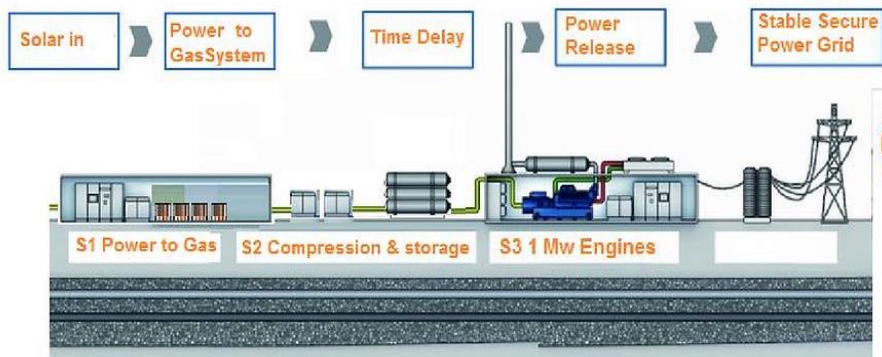 Solar in
Power to
GasSystem
Time Delay
Power
Release
Stable Secure
Power Grid
S1 Power to Gas
S2 Compression & storage
S3 1 Mw Engines